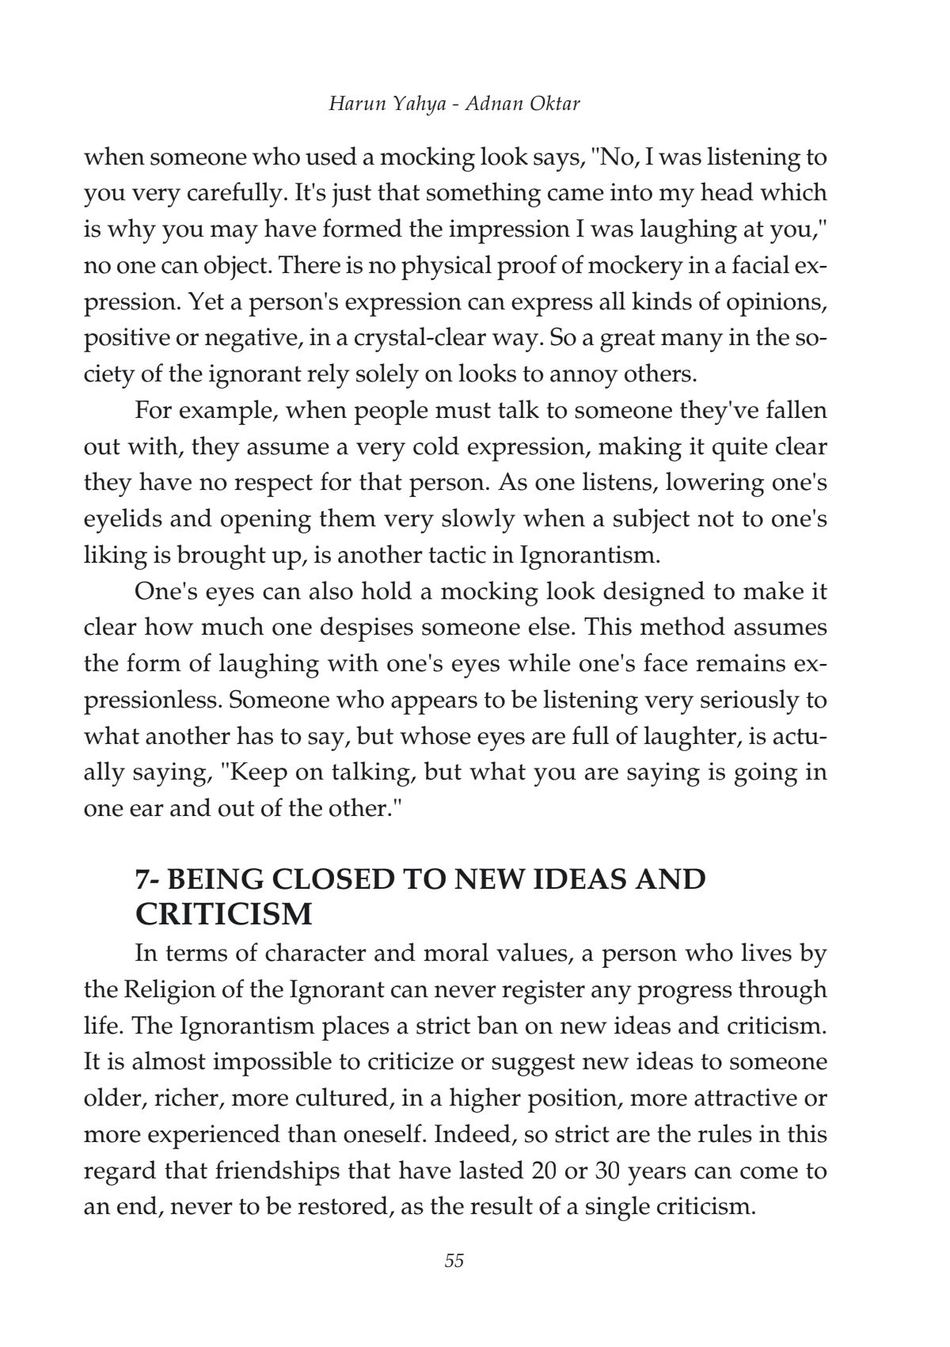 Harun Yahya - Adnan Oktar
when someone who used a mocking look says, "No, I was listening to
you very carefully. It's just that something came into my head which
is why you may have formed the impression I was laughing at you,"
no one can object. There is no physical proof of mockery in a facial ex-
pression. Yet a person's expression can express all kinds of opinions,
positive or negative, in a crystal-clear way. So a great many in the so-
ciety of the ignorant rely solely on looks to annoy others.
For example, when people must talk to someone they've fallen
out with, they assume a very cold expression, making it quite clear
they have no respect for that person. As one listens, lowering one's
eyelids and opening them very slowly when a subject not to one's
liking is brought up, is another tactic in Ignorantism.
One's eyes can also hold a mocking look designed to make it
clear how much one despises someone else. This method assumes
the form of laughing with one's eyes while one's face remains ex-
pressionless. Someone who appears to be listening very seriously to
what another has to say, but whose eyes are full of laughter, is actu-
ally saying, "Keep on talking, but what you are saying is going in
one ear and out of the other."
7- BEING CLOSED TO NEW IDEAS AND
CRITICISM
In terms of character and moral values, a person who lives by
the Religion of the Ignorant can never register any progress through
life. The Ignorantism places a strict ban on new ideas and criticism.
It is almost impossible to criticize or suggest new ideas to someone
older, richer, more cultured, in a higher position, more attractive or
more experienced than oneself. Indeed, so strict are the rules in this
regard that friendships that have lasted 20 or 30 years can come to
an end, never to be restored, as the result of a single criticism.
55